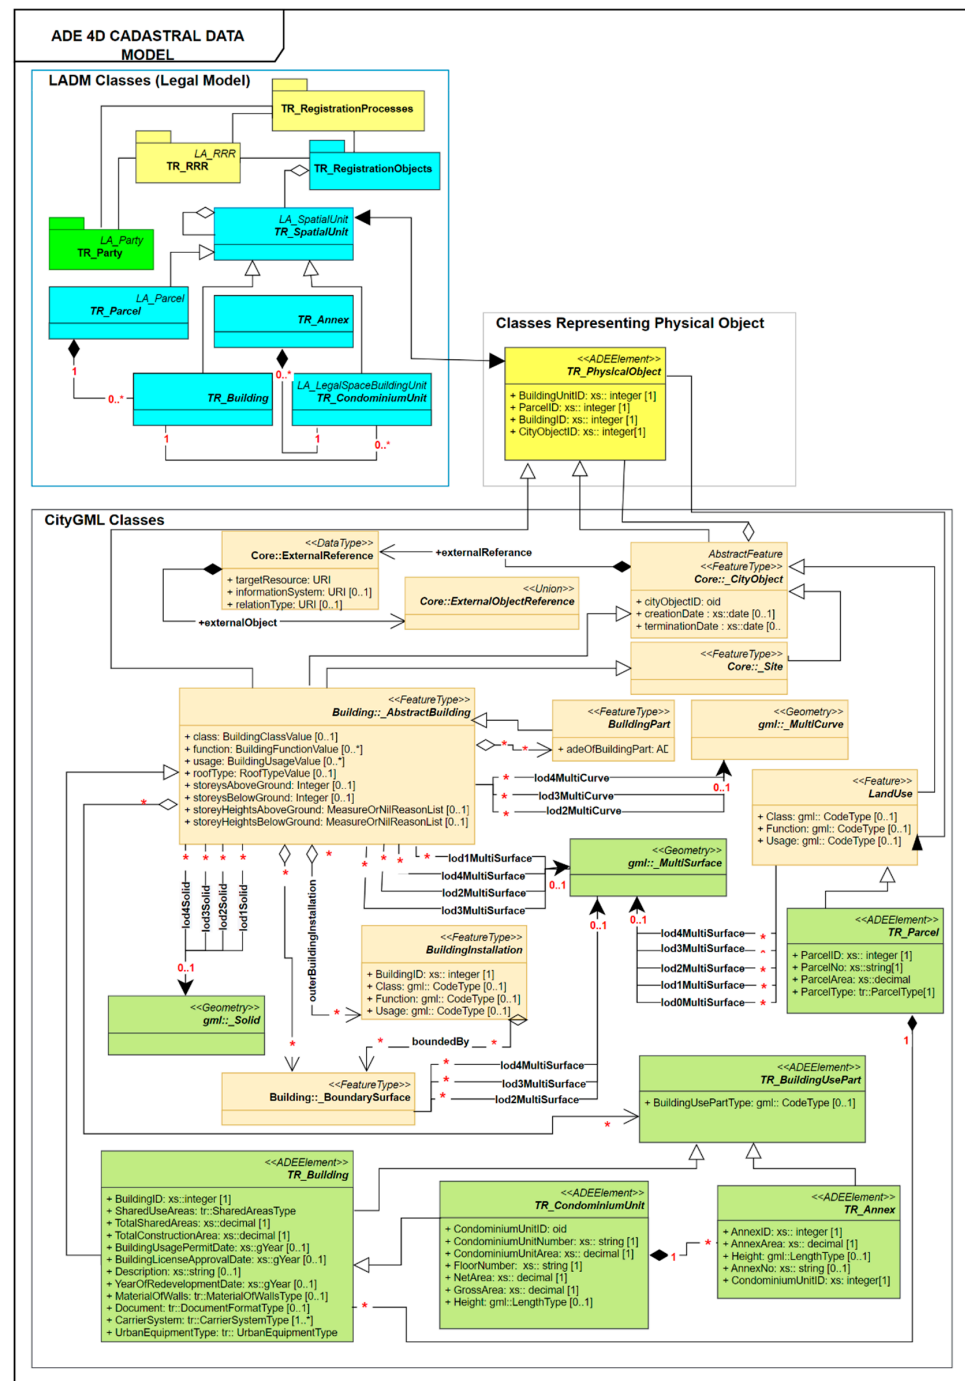 ADE 4D CADASTRAL DATA
MODEL
LADM Classes (Legal Model)
TR_RegistrationProcesses
LA_RRR
TR_RRR
TR_RegistrationObjects
LA_SpatialUnit
TR_SpatialUnit
LA_Party
TR_Party
LA_Parcel
TR_Parcel
TR_Annex
1
0..*
0..*
TR_Building
LA_LegalSpaceBuildingUnit
TR_CondominiumUnit
1
1
0..*
Classes Representing Physical Object
<<ADEElement>>
TR_PhysicalObject
+ BuildingUnitID: xs:: integer [1]
+ ParcelID: xs:: integer [1]
+ BuildingID: xs:: integer [1]
+ CityObjectID: xs:: integer[1]
CityGML Classes
<<DataType>>
Core::ExternalReference
+ targetResource: URI
+ informationSystem: URI [0..1]
+ relationType: URI [0..1]
+externalReferance
+externalObject
<<Union>>
Core::ExternalObjectReference
AbstractFeature
<<FeatureType>>
Core::_CityObject
+ cityObjectID: oid
+ creationDate : xs::date [0..1]
+ terminationDate : xs::date [0..
<<FeatureType>>
Core::_Site
<<FeatureType>>
Building::_AbstractBuilding
+ class: BuildingClassValue [0..1]
+ function: BuildingFunctionValue [0..*]
+ usage: BuildingUsageValue [0..*]
+ roofType: RoofTypeValue [0..1]
+ storeysAboveGround: Integer [0..1]
+ storeysBelowGround: Integer [0..1]
+ storeyHeightsAboveGround: MeasureOrNilReasonList [0..1]
+ storeyHeightsBelowGround: MeasureOrNilReasonList [0..1]
<<FeatureType>>
BuildingPart
+ adeOfBuildingPart: AD
* *
<<Geometry>>
gml::_MultiCurve
* lod4MultiCurve
* lod3MultiCurve
* lod2MultiCurve
0..1
<<Feature>>
LandUse
+ Class: gml:: CodeType [0..1]
+ Function: gml:: CodeType [0..1]
+ Usage: gml:: CodeType [0..1]
*
* * * *
lod4Solid
lod3Solid
lod2Solid
lod1Solid
0..1
<<Geometry>>
gml::_Solid
*
*
outerBuildingInstallation
* * * * *
lod1MultiSurface
lod4MultiSurface
lod2MultiSurface
lod3MultiSurface
0..1
<<Geometry>>
gml::_MultiSurface
0..1
0..1
lod4MultiSurface *
lod3MultiSurface
lod2MultiSurface *
lod1MultiSurface *
lod0MultiSurface *
<<ADEElement>>
TR_Parcel
+ ParcelID: xs:: integer [1]
+ ParcelNo: xs::string[1]
+ ParcelArea: xs::decimal
+ ParcelType: tr::ParcelType[1]
1
<<FeatureType>>
BuildingInstallation
+ BuildingID: xs:: integer [1]
+ Class: gml:: CodeType [0..1]
+ Function: gml:: CodeType [0..1]
+ Usage: gml:: CodeType [0..1]
*
* boundedBy *
*
<<FeatureType>>
Building::_BoundarySurface
* lod4MultiSurface
* lod3MultiSurface
* lod2MultiSurface
<<ADEElement>>
TR_BuildingUsePart
+ BuildingUsePartType: gml:: CodeType [0..1]
*
<<ADEElement>>
TR_Building
+ BuildingID: xs::integer [1]
+ SharedUseAreas: tr::SharedAreasType
+ TotalSharedAreas: xs::decimal [1]
+ TotalConstructionArea: xs::decimal [1]
+ BuildingUsagePermitDate: xs::gYear [0..1]
+ BuildingLicenseApprovalDate: xs::gYear [0..1]
+ Description: xs::string [0..1]
+ YearOfRedevelopmentDate: xs::gYear [0..1]
+ MaterialOfWalls: tr::MaterialOfWallsType [0..1]
+ Document: tr::DocumentFormatType [0..1]
+ CarrierSystem: tr::CarrierSystemType [1..*]
+ UrbanEquipmentType: tr:: UrbanEquipmentType
*
<<ADEElement>>
TR_CondominiumUnit
+ CondominiumUnitID: oid
+ CondominiumUnitNumber: xs:: string [1]
+ CondominiumUnitArea: xs:: decimal [1]
+ FloorNumber: xs:: string [1]
+ NetArea: xs:: decimal [1]
+ GrossArea: xs:: decimal [1]
+ Height: gml::LengthType [0..1]
1 *
<<ADEElement>>
TR_Annex
+ AnnexID: xs:: integer [1]
+ AnnexArea: xs:: decimal [1]
+ Height: gml::LengthType [0..1]
+ AnnexNo: xs:: string [0..1]
+ CondominiumUnitID: xs: integer[1]